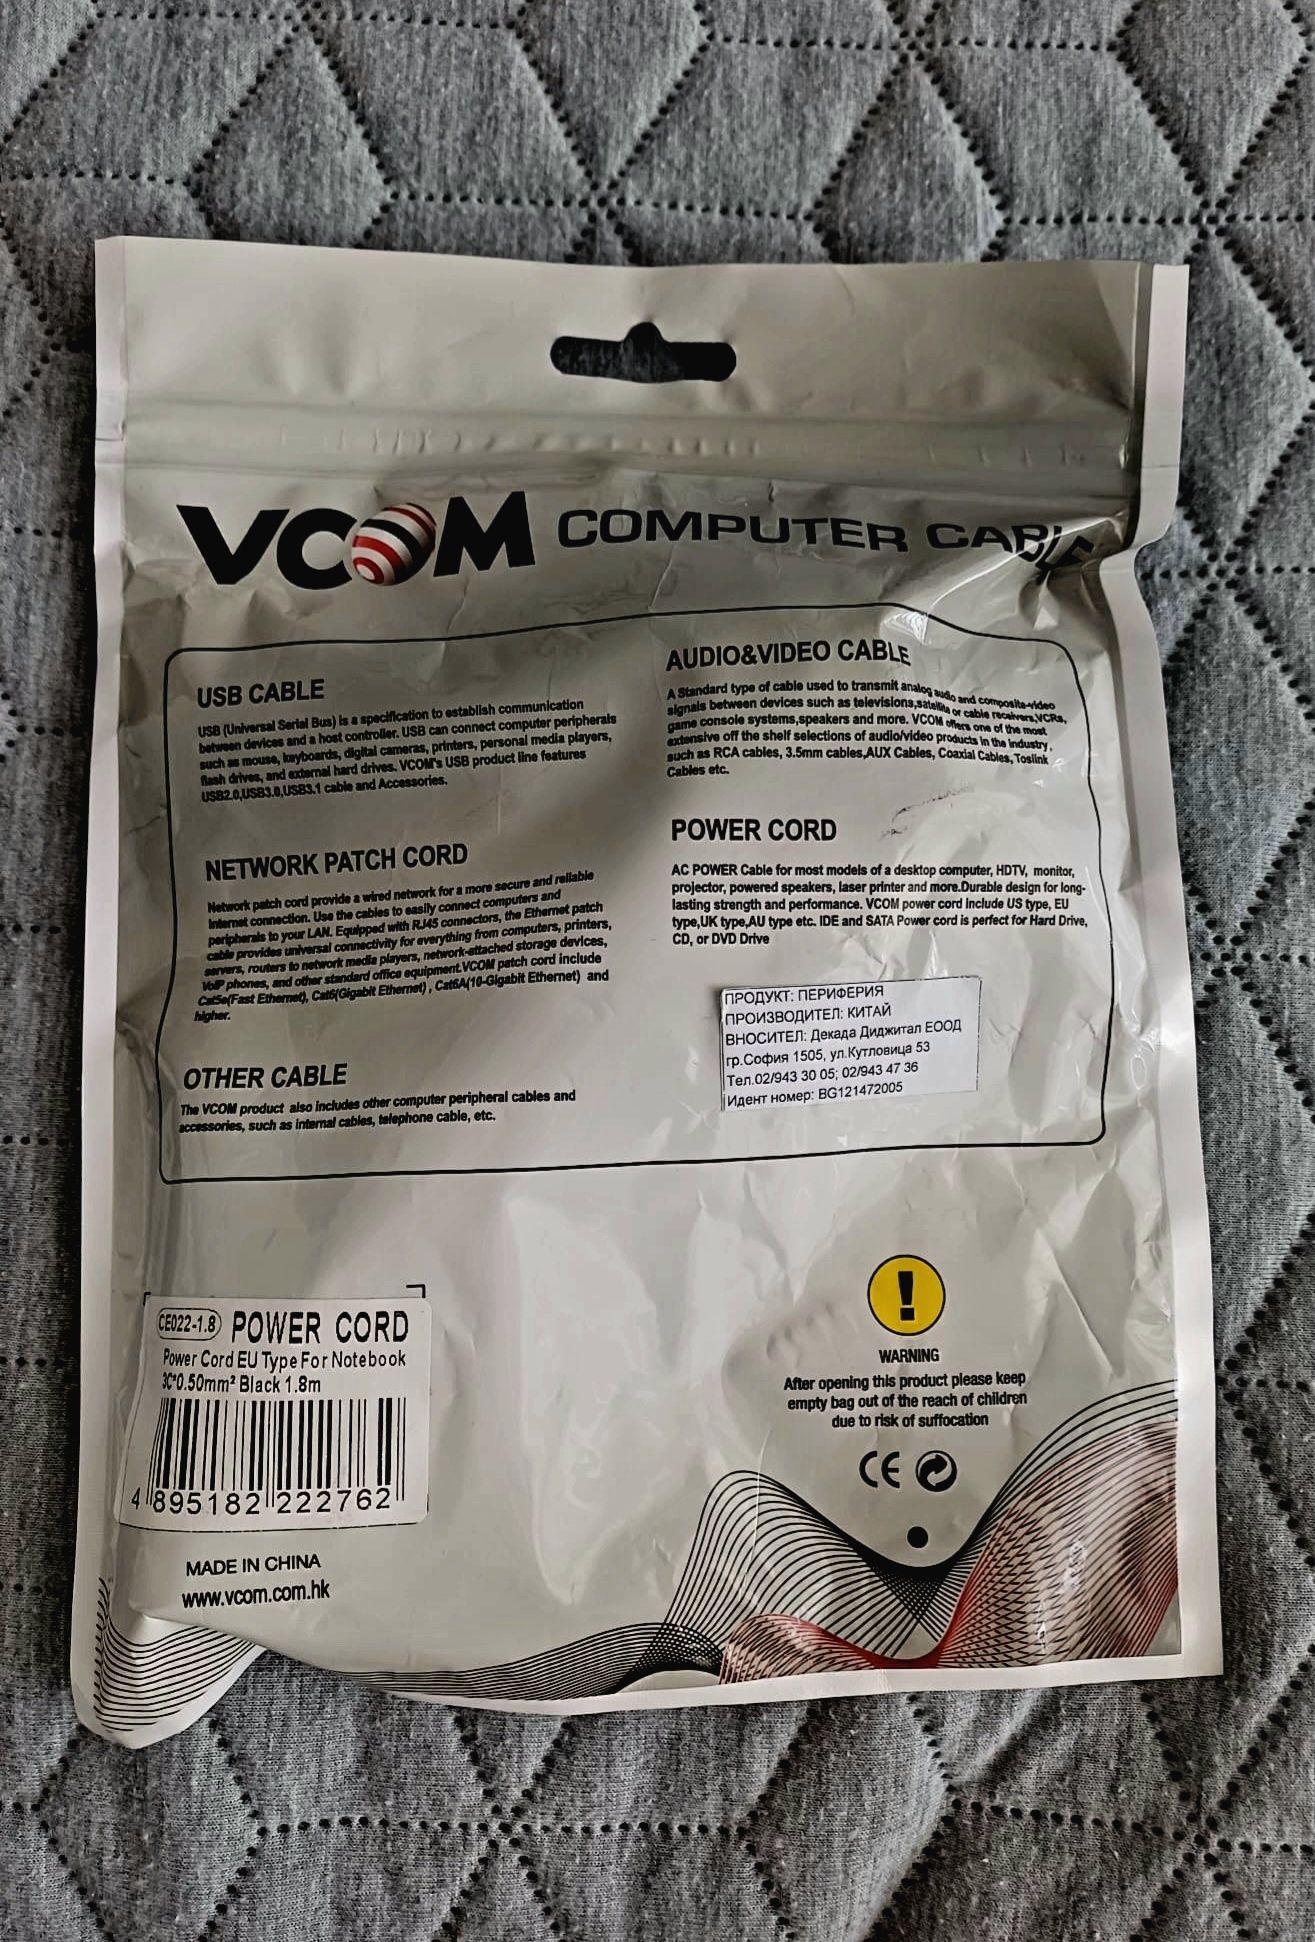 VCOM COMPUTER CABLE
USB CABLE
USB (Universal Serial Bus) is a specification to establish communication
between devices and a host controller. USB can connect computer peripherals
such as mouse, keyboards, digital cameras, printers, personal media players,
flash drives, and external hard drives. VCOM's USB product line features
USB2.0,USB3.0,USB3.1 cable and Accessories.
NETWORK PATCH CORD
Network patch cord provide a wired network for a more secure and reliable
Internet connection. Use the cables to easily connect computers and
peripherals to your LAN. Equipped with RJ45 connectors, the Ethernet patch
cable provides universal connectivity for everything from computers, printers,
servers, routers to network media players, network-attached storage devices,
VoIP phones, and other standard office equipment.VCOM patch cord include
Cat5e(Fast Ethernet), Cat6(Gigabit Ethernet) , Cat6A(10-Gigabit Ethernet) and
higher.
OTHER CABLE
The VCOM product also includes other computer peripheral cables and
accessories, such as internal cables, telephone cable, etc.
AUDIO&VIDEO CABLE
A Standard type of cable used to transmit analog audio and composite-video
signals between devices such as televisions,satellite or cable receivers,VCRs,
game console systems,speakers and more. VCOM offers one of the most
extensive off the shelf selections of audio/video products in the industry,
such as RCA cables, 3.5mm cables,AUX Cables, Coaxial Cables, Toslink
Cables etc.
POWER CORD
AC POWER Cable for most models of a desktop computer, HDTV, monitor,
projector, powered speakers, laser printer and more.Durable design for long-
lasting strength and performance. VCOM power cord Include US type, EU
type,UK type,AU type etc. IDE and SATA Power cord is perfect for Hard Drive,
CD, or DVD Drive
ПРОДУКТ: ПЕРИФЕРИЯ
ПРОИЗВОДИТЕЛ: КИТАЙ
ВНОСИТЕЛ: Декада Диджитал ЕООД
гр.София 1505, ул.Кутловица 53
Тел.02/943 30 05; 02/943 47 36
Идент номер: BG121472005
CE022-1.8 POWER CORD
Power Cord EU Type For Notebook
3C*0.50mm² Black 1.8m
4 895182 222762
MADE IN CHINA
www.vcom.com.hk
!
WARNING
After opening this product please keep
empty bag out of the reach of children
due to risk of suffocation
CE